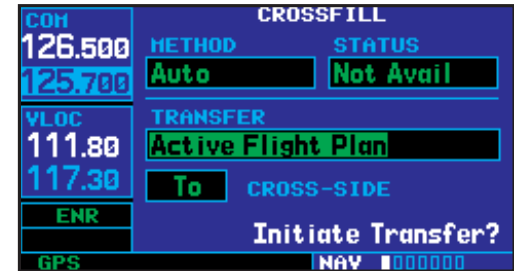 COM
126.500
125.700
VLOC
111.80
117.30
ENR
GPS
CROSSFILL
METHOD STATUS
Auto Not Avail
TRANSFER
Active Flight Plan
To CROSS-SIDE
Initiate Transfer?
NAV